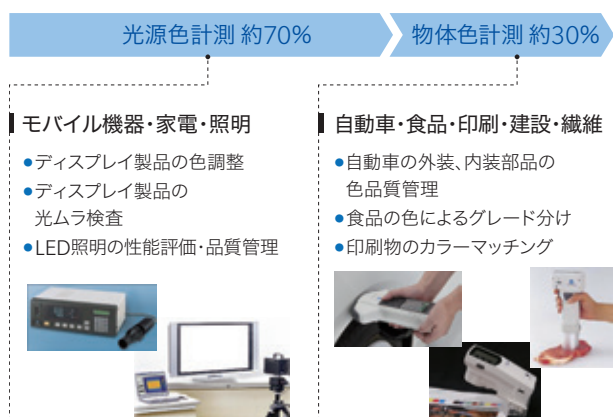 光源色計測 約70%
物体色計測 約30%
モバイル機器・家電・照明
●ディスプレイ製品の色調整
●ディスプレイ製品の
光ムラ検査
●LED照明の性能評価・品質管理
自動車・食品・印刷・建設・繊維
●自動車の外装、内装部品の
色品質管理
●食品の色によるグレード分け
●印刷物のカラーマッチング